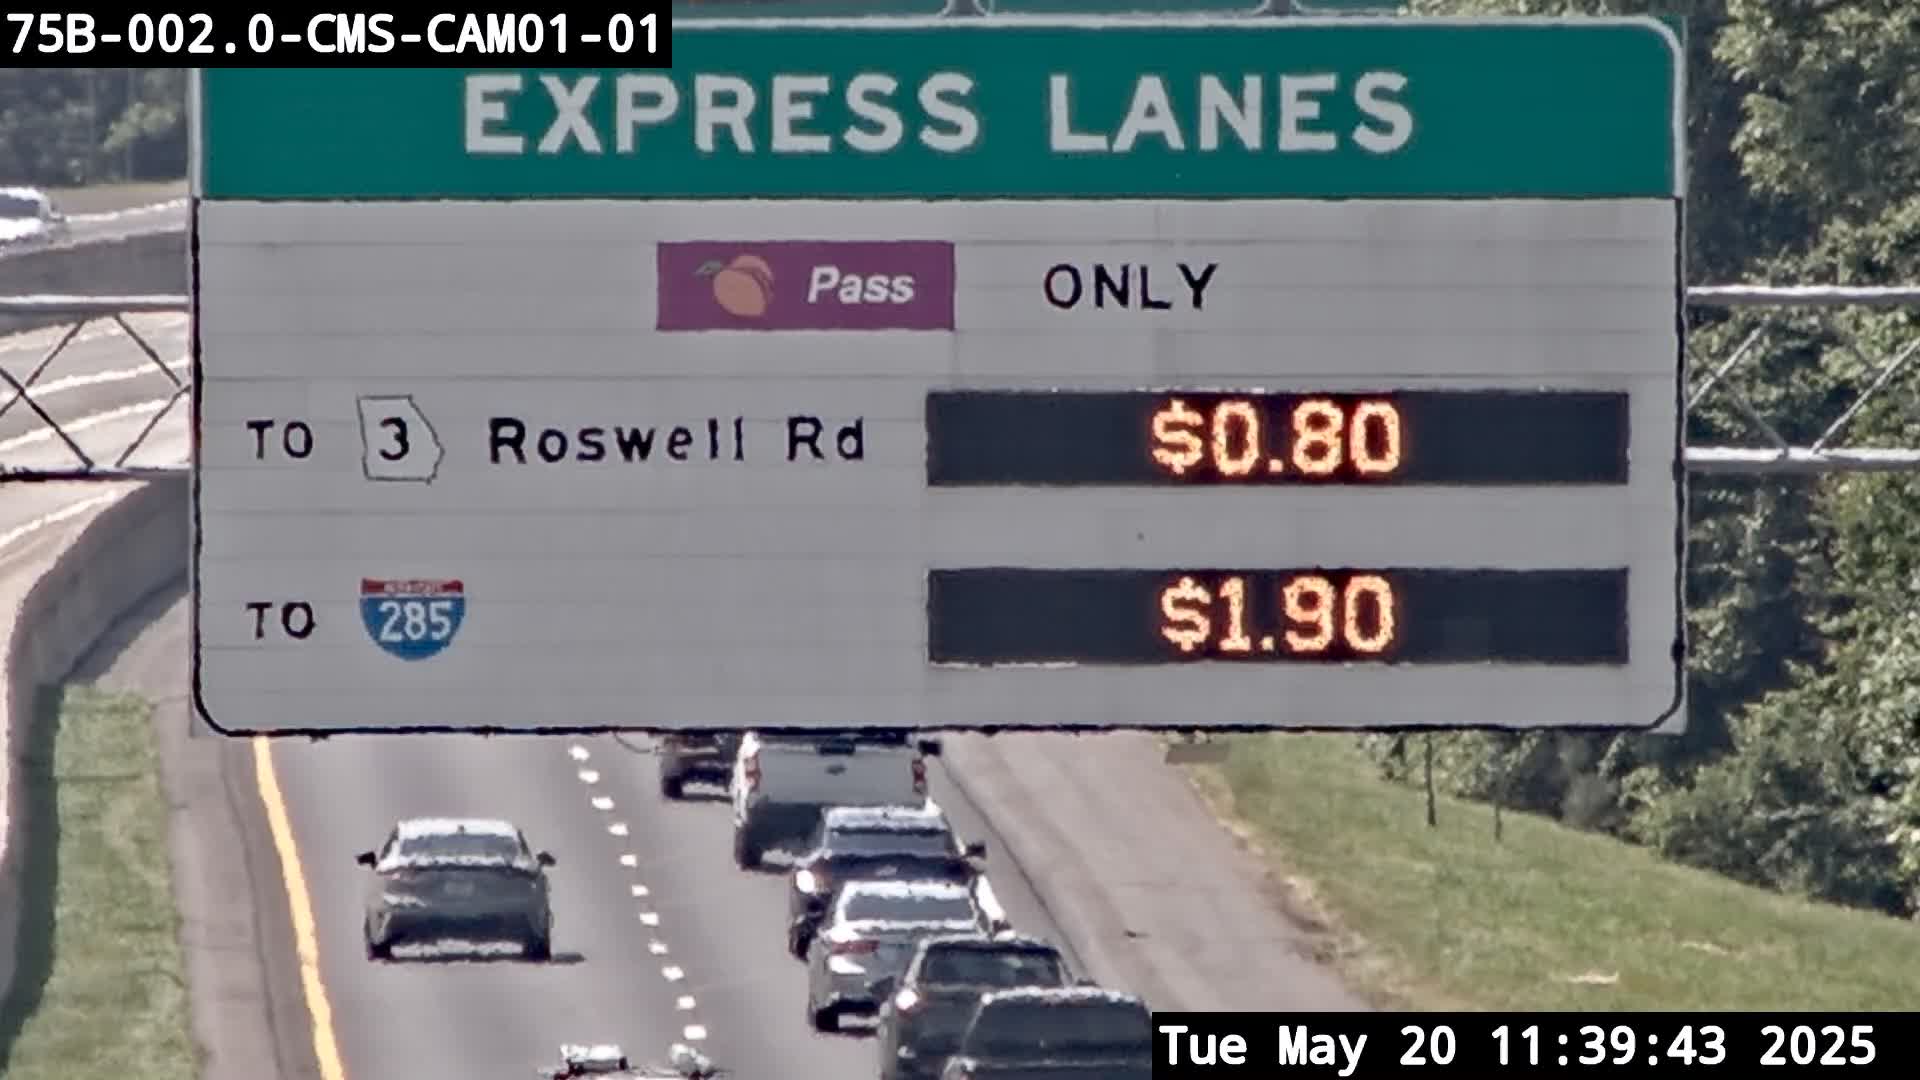 75B-002.0-CMS-CAM01-01
EXPRESS LANES
Pass ONLY
TO 3 Roswell Rd $0.80
TO 285 $1.90
Tue May 20 11:39:43 2025